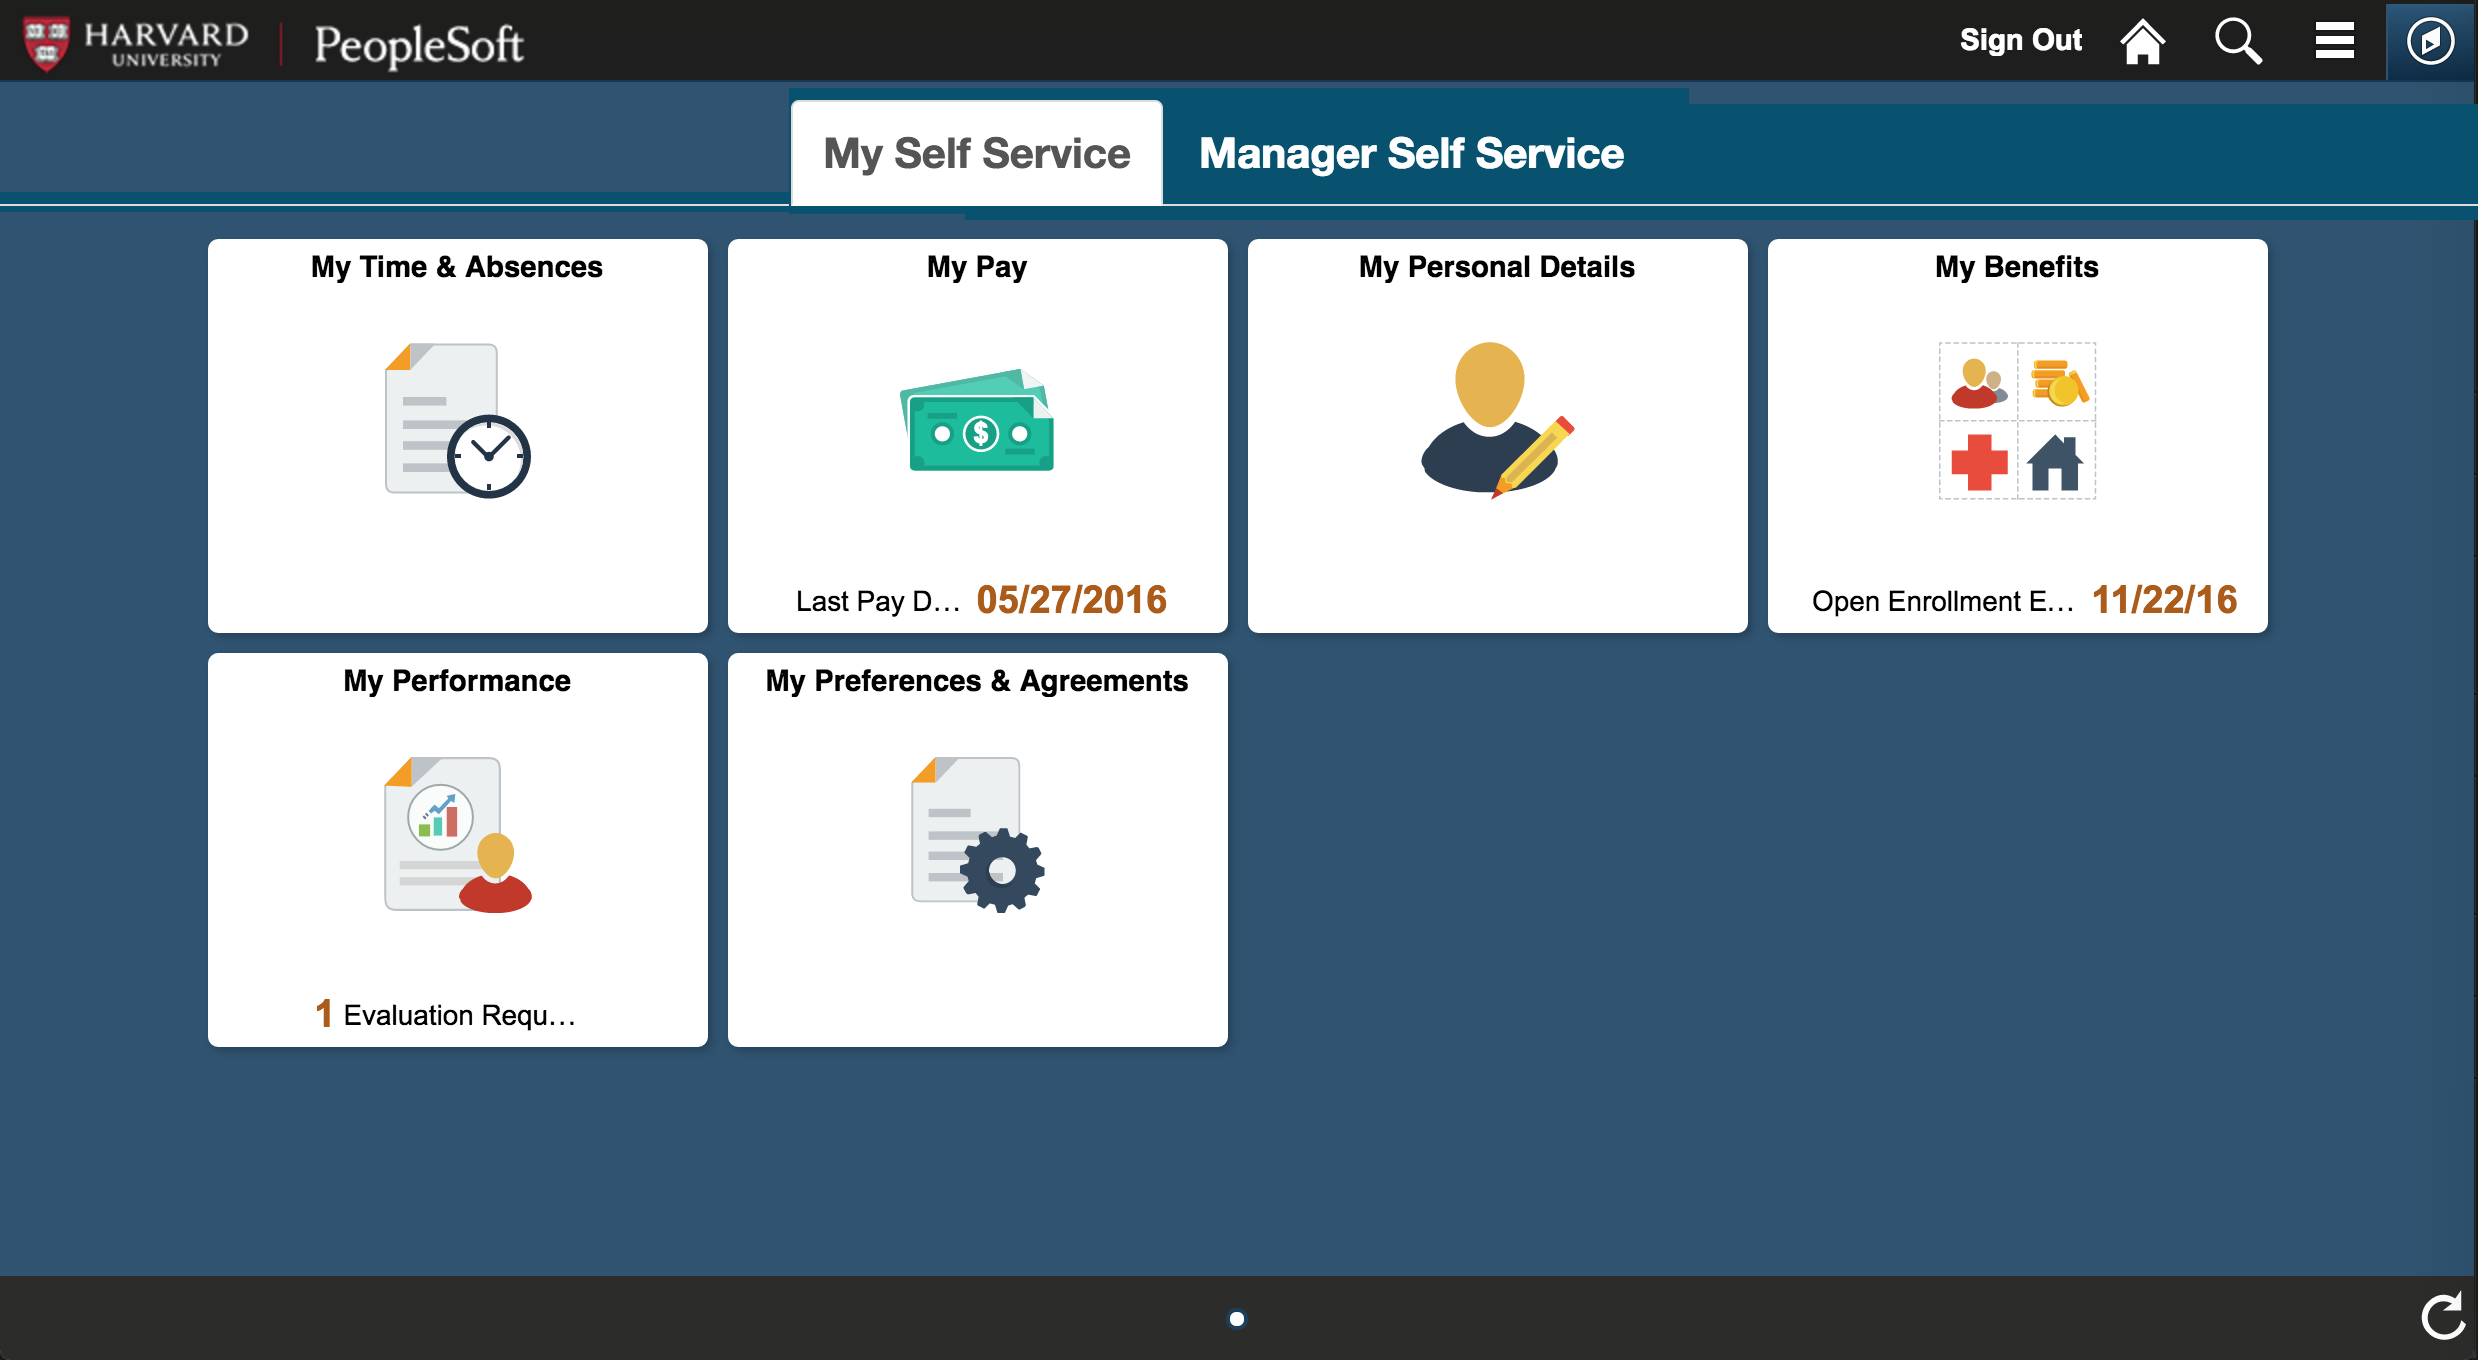 HARVARD
UNIVERSITY
PeopleSoft
Sign Out
My Self Service
Manager Self Service
My Time & Absences
My Pay
Last Pay D... 05/27/2016
My Personal Details
My Benefits
Open Enrollment E... 11/22/16
My Performance
1 Evaluation Requ...
My Preferences & Agreements